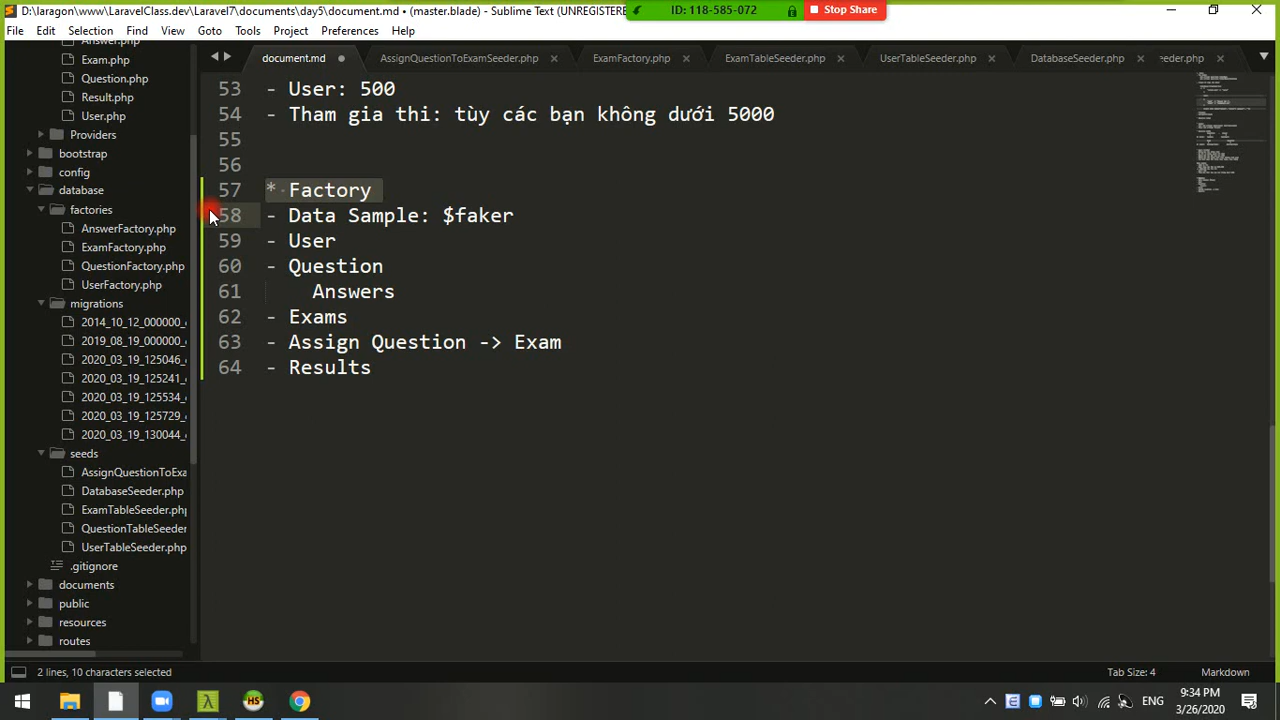 D:\laragon\www\LaravelClass.dev\Laravel7\documents\day5\document.md • (master.blade) - Sublime Text (UNREGISTERE
ID: 118-585-072
Stop Share
File Edit Selection Find View Goto Tools Project Preferences Help
Answer.php
Exam.php
Question.php
Result.php
User.php
Providers
bootstrap
config
database
factories
AnswerFactory.php
ExamFactory.php
QuestionFactory.php
UserFactory.php
migrations
2014_10_12_000000_
2019_08_19_000000_
2020_03_19_125046_
2020_03_19_125241_
2020_03_19_125534_
2020_03_19_125729_
2020_03_19_130044_
seeds
AssignQuestionToExa
DatabaseSeeder.php
ExamTableSeeder.php
QuestionTableSeeder
UserTableSeeder.php
.gitignore
documents
public
resources
routes
document.md AssignQuestionToExamSeeder.php ExamFactory.php ExamTableSeeder.php UserTableSeeder.php DatabaseSeeder.php eeder.php
53 - User: 500
54 - Tham gia thi: tùy các bạn không dưới 5000
55
56
57 * Factory
58 - Data Sample: $faker
59 - User
60 - Question
61 Answers
62 - Exams
63 - Assign Question -> Exam
64 - Results
2 lines, 10 characters selected
Tab Size: 4 Markdown
ENG
9:34 PM
3/26/2020